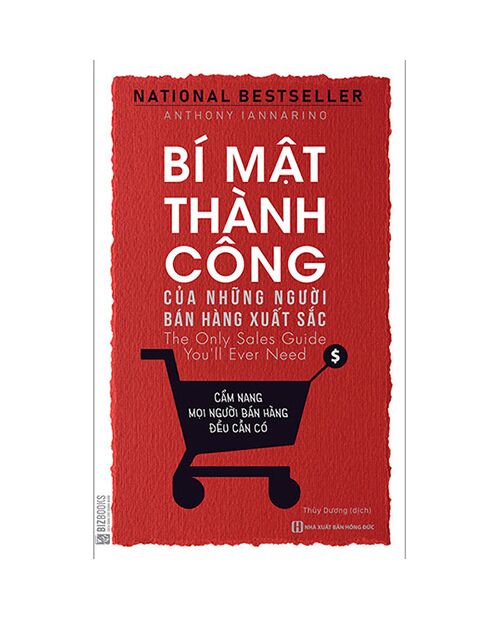 NATIONAL BESTSELLER
ANTHONY IANNARINO
BÍ MẬT
THÀNH
CÔNG
CỦA NHỮNG NGƯỜI
BÁN HÀNG XUẤT SẮC
The Only Sales Guide
You'll Ever Need
$
CẨM NANG
MỌI NGƯỜI BÁN HÀNG
ĐỀU CẦN CÓ
Thùy Dương (dịch)
NHÀ XUẤT BẢN HỒNG ĐỨC
BIZBOOKS